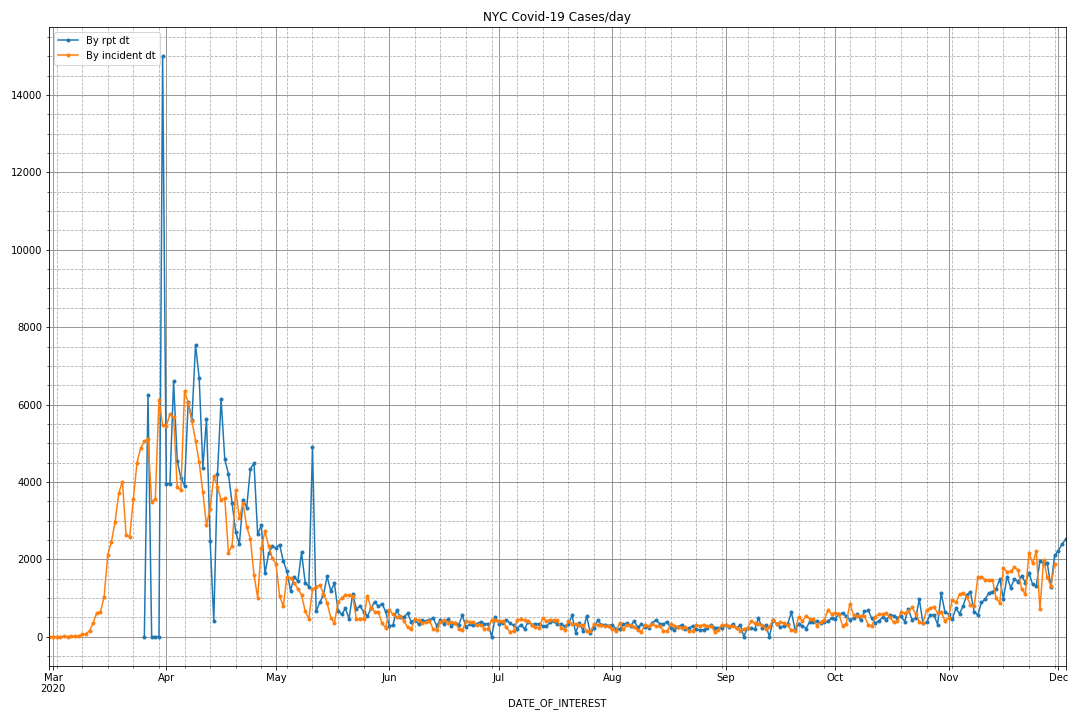 NYC Covid-19 Cases/day
By rpt dt
By incident dt
14000
12000
10000
8000
6000
4000
2000
0
Mar Apr May Jun Jul Aug Sep Oct Nov Dec
2020
DATE_OF_INTEREST